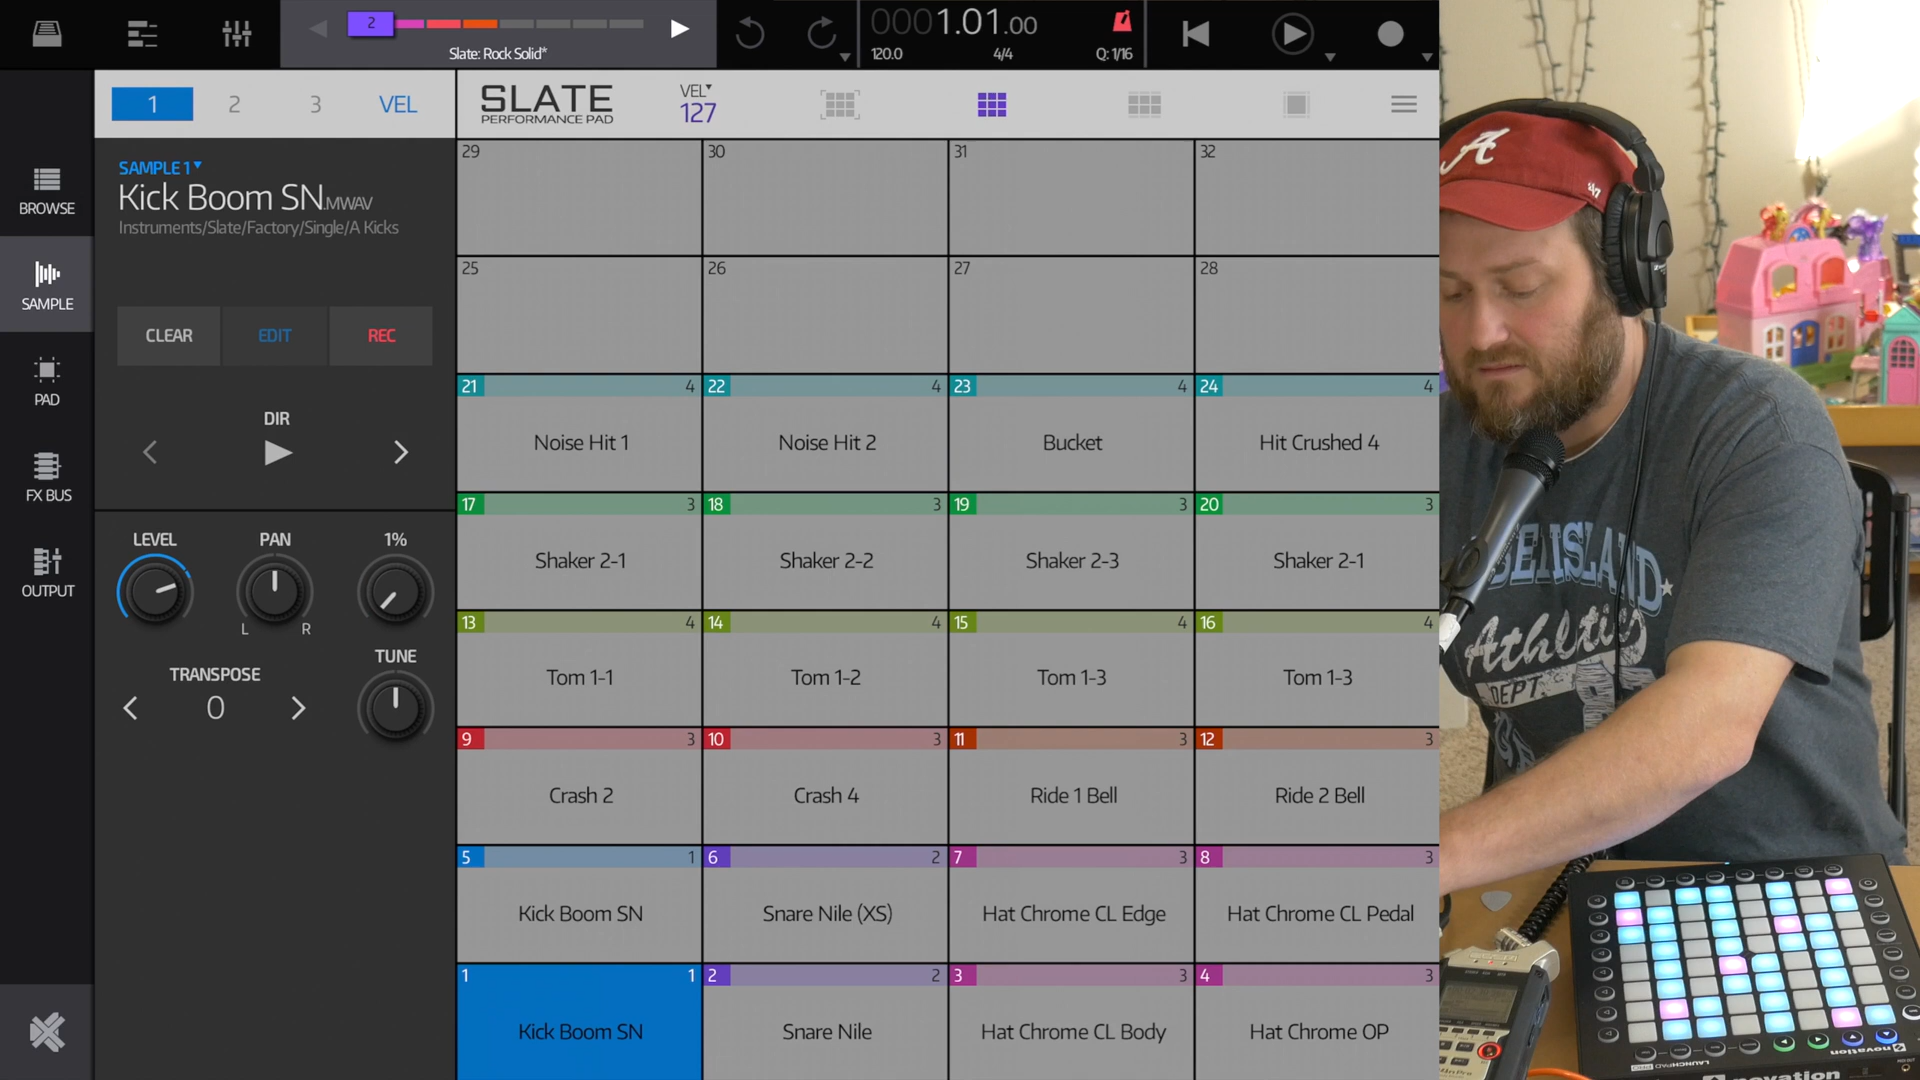 2
Slate: Rock Solid*
0001.01.00
120.0
4/4
Q: 1/16
1
2
3
VEL
SLATE
PERFORMANCE PAD
VEL
127
BROWSE
SAMPLE
PAD
FX BUS
OUTPUT
SAMPLE 1
Kick Boom SN.MWAV
Instruments/Slate/Factory/Single/A Kicks
CLEAR
EDIT
REC
DIR
LEVEL
PAN
1%
L
R
TRANSPOSE
0
TUNE
29
30
31
32
25
26
27
28
21
4
22
4
23
4
24
4
Noise Hit 1
Noise Hit 2
Bucket
Hit Crushed 4
17
3
18
3
19
3
20
3
Shaker 2-1
Shaker 2-2
Shaker 2-3
Shaker 2-1
13
4
14
4
15
4
16
4
Tom 1-1
Tom 1-2
Tom 1-3
Tom 1-3
9
3
10
3
11
3
12
3
Crash 2
Crash 4
Ride 1 Bell
Ride 2 Bell
5
1
6
2
7
3
8
3
Kick Boom SN
Snare Nile (XS)
Hat Chrome CL Edge
Hat Chrome CL Pedal
1
1
2
2
3
3
4
3
Kick Boom SN
Snare Nile
Hat Chrome CL Body
Hat Chrome OP
A
47
ISLAND
Athletic
DEPT
novation
LAUNCHPAD PRO
novation